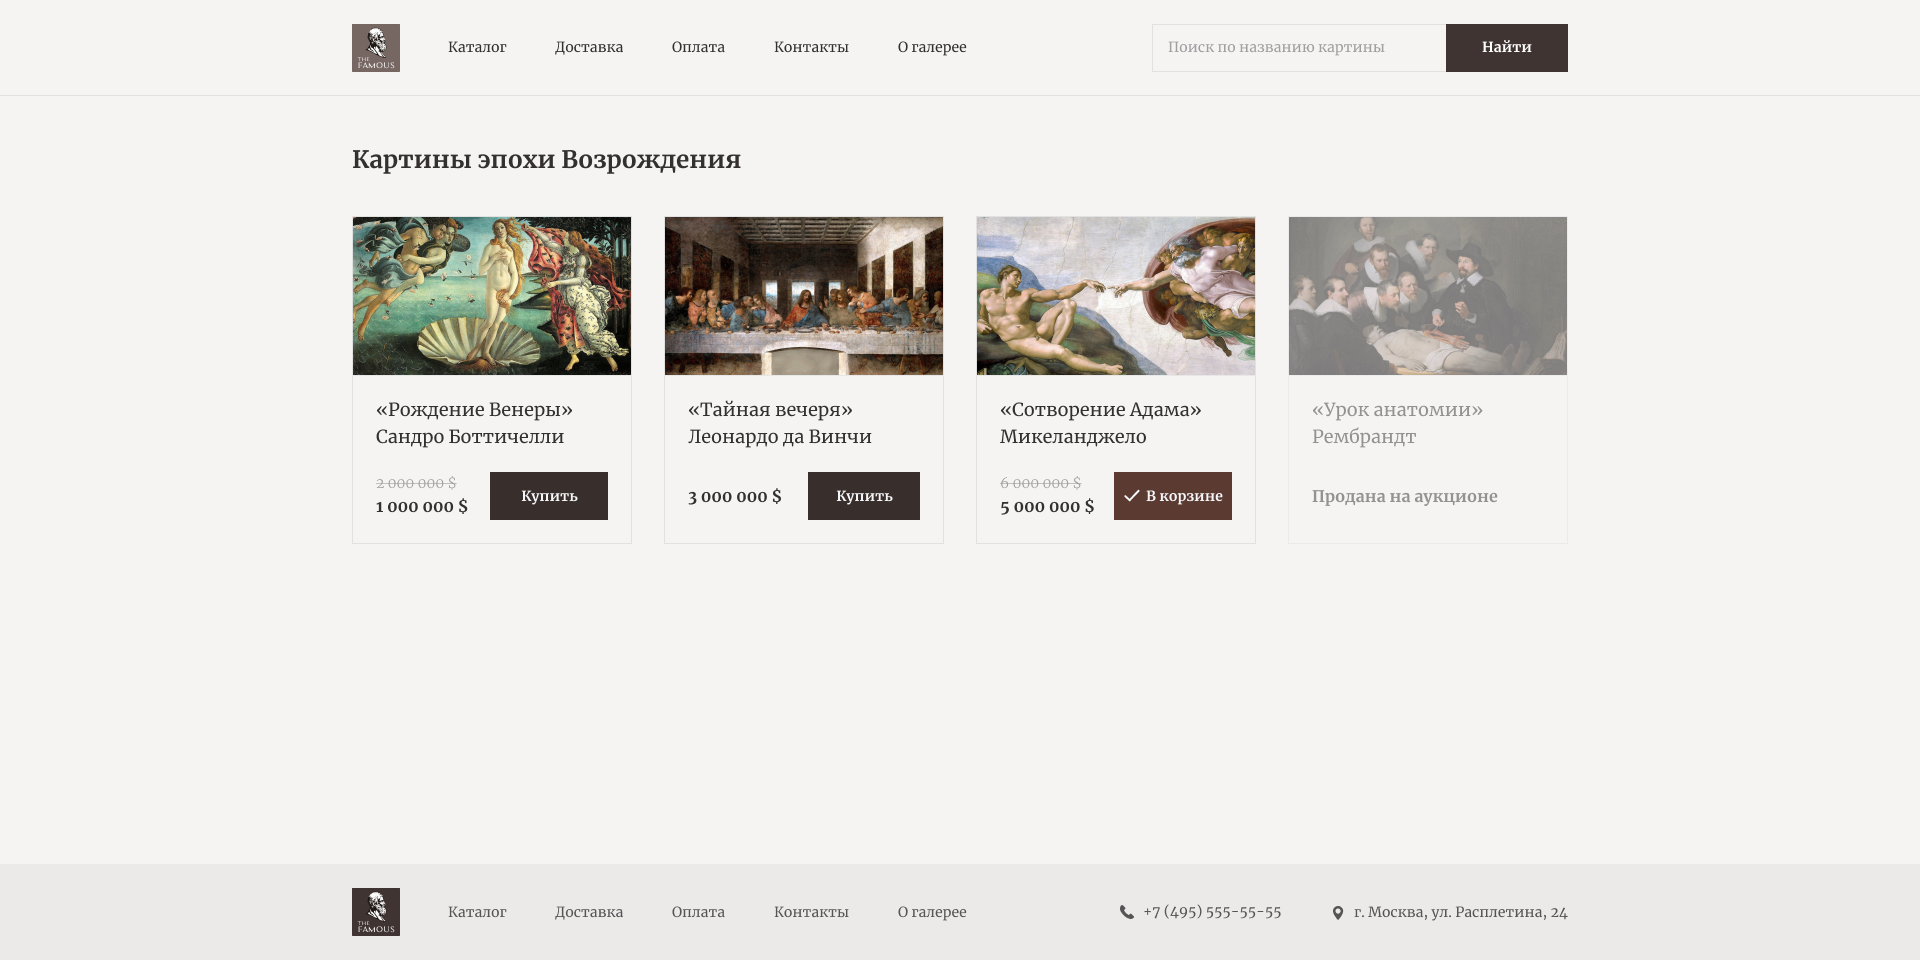 THE
FAMOUS
Каталог
Доставка
Оплата
Контакты
О галерее
Поиск по названию картины
Найти
Картины эпохи Возрождения
«Рождение Венеры»
Сандро Боттичелли
2 000 000 $
1 000 000 $
Купить
«Тайная вечеря»
Леонардо да Винчи
3 000 000 $
Купить
«Сотворение Адама»
Микеланджело
6 000 000 $
5 000 000 $
В корзине
«Урок анатомии»
Рембрандт
Продана на аукционе
THE
FAMOUS
Каталог
Доставка
Оплата
Контакты
О галерее
+7 (495) 555-55-55
г. Москва, ул. Расплетина, 24